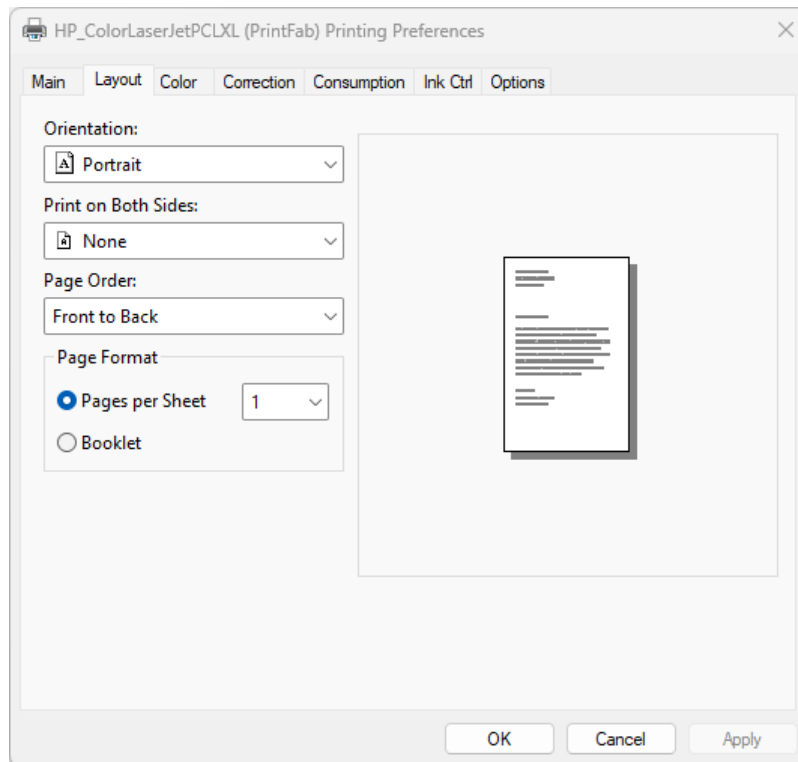 HP_ColorLaserJetPCLXL (PrintFab) Printing Preferences
Main Layout Color Correction Consumption Ink Ctrl Options
Orientation:
A Portrait
Print on Both Sides:
None
Page Order:
Front to Back
Page Format
Pages per Sheet 1
Booklet
OK Cancel Apply